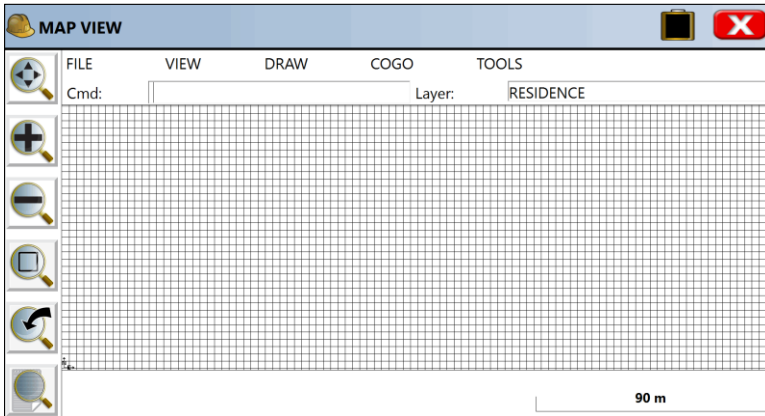 MAP VIEW
FILE VIEW DRAW COGO TOOLS
Cmd: Layer: RESIDENCE
90 m